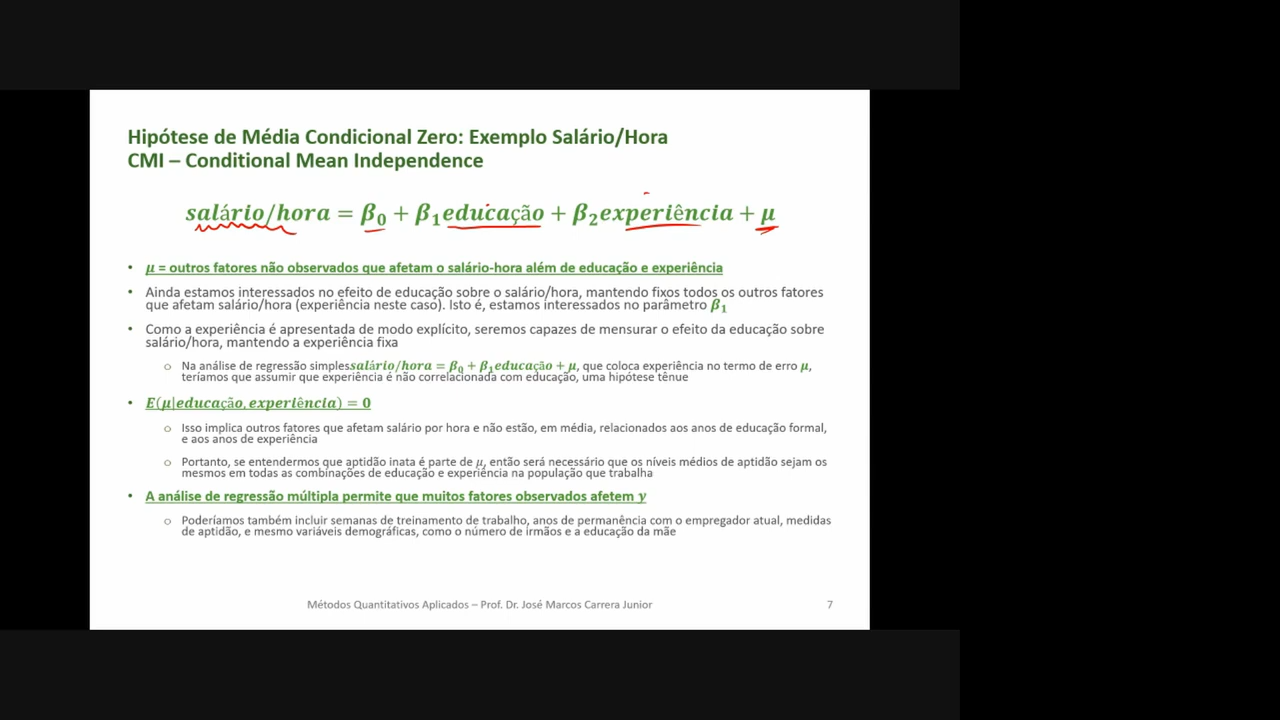 Hipótese de Média Condicional Zero: Exemplo Salário/Hora
CMI – Conditional Mean Independence
salário/hora = β₀ + β₁educação + β₂experiência + μ
• μ = outros fatores não observados que afetam o salário-hora além de educação e experiência
• Ainda estamos interessados no efeito de educação sobre o salário/hora, mantendo fixos todos os outros fatores
que afetam salário/hora (experiência neste caso). Isto é, estamos interessados no parâmetro β₁
• Como a experiência é apresentada de modo explícito, seremos capazes de mensurar o efeito da educação sobre
salário/hora, mantendo a experiência fixa
○ Na análise de regressão simplessalário/hora = β₀ + β₁educação + μ, que coloca experiência no termo de erro μ,
teríamos que assumir que experiência é não correlacionada com educação, uma hipótese tênue
• E(μ|educação, experiência) = 0
○ Isso implica outros fatores que afetam salário por hora e não estão, em média, relacionados aos anos de educação formal,
e aos anos de experiência
○ Portanto, se entendermos que aptidão inata é parte de μ, então será necessário que os níveis médios de aptidão sejam os
mesmos em todas as combinações de educação e experiência na população que trabalha
• A análise de regressão múltipla permite que muitos fatores observados afetem y
○ Poderíamos também incluir semanas de treinamento de trabalho, anos de permanência com o empregador atual, medidas
de aptidão, e mesmo variáveis demográficas, como o número de irmãos e a educação da mãe
Métodos Quantitativos Aplicados – Prof. Dr. José Marcos Carrera Junior
7